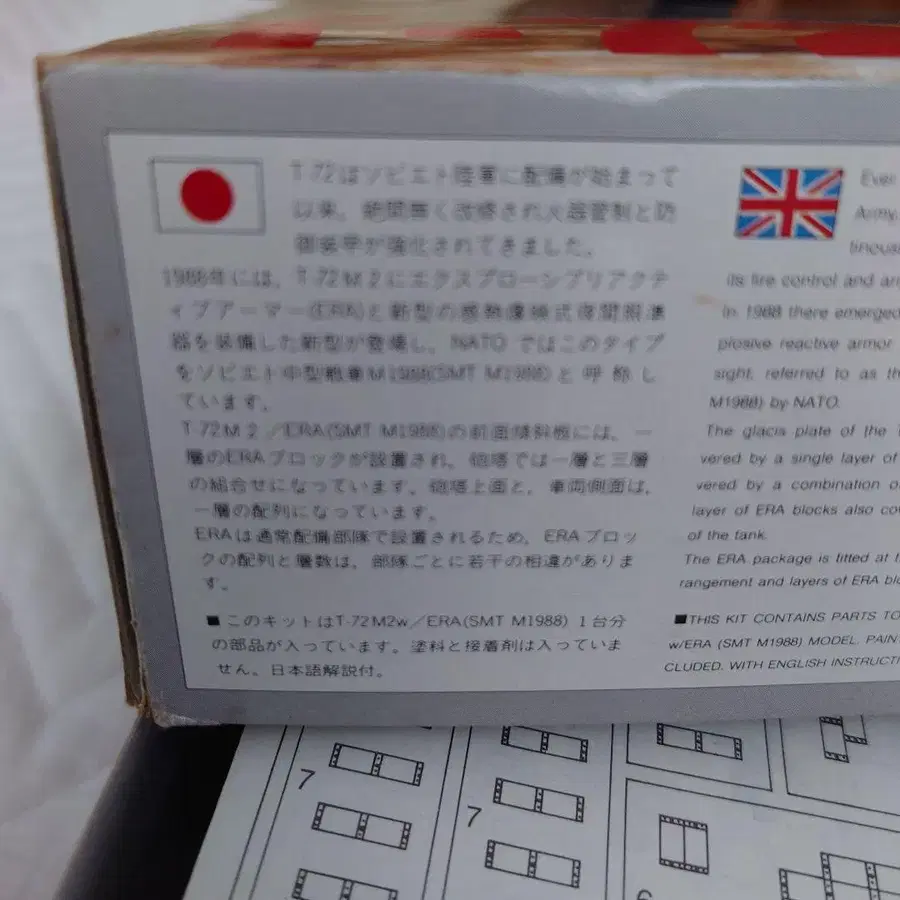 T-72はソビエト陸軍に配備が始まって
以来、絶間無く改修され火器管制と防
御装甲が強化されてきました。
1988年には、T-72M2にエクスプローシブリアクテ
ィブアーマー(ERA)と新型の感熱映像式夜間照準
器を装備した新型が登場し、NATOではこのタイプ
をソビエト中型戦車M1988(SMT M1988)と呼称し
ています。
T-72M2／ERA(SMT M1988)の前面傾斜板には、一
層のERAブロックが設置され、砲塔では一層と三層
の組合せになっています。砲塔上面と、車両側面は、
一層の配列になっています。
ERAは通常配備部隊で設置されるため、ERAブロッ
クの配列と層数は、部隊ごとに若干の相違がありま
す。
■このキットはT-72M2w／ERA(SMT M1988) 1台分
の部品が入っています。塗料と接着剤は入っていま
せん。日本語解説付。
Ever
Army,
tinous
its fire control and
In 1988 there emerged
plosive reactive armor
sight, referred to as
M1988) by NATO.
The glacis plate of the
vered by a single layer of
vered by a combination
layer of ERA blocks also
of the tank.
The ERA package is fitted at
rangement and layers of ERA
■THIS KIT CONTAINS PARTS TO
w/ERA (SMT M1988) MODEL. PAIN
CLUDED. WITH ENGLISH INSTRUCTI
7
7